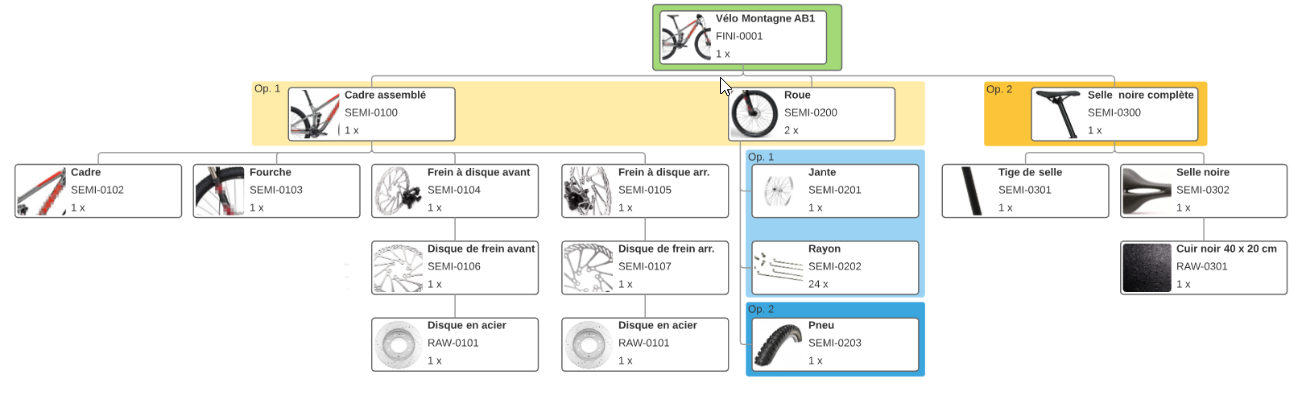 Vélo Montagne AB1
FINI-0001
1 x
Op. 1
Cadre assemblé
SEMI-0100
1 x
Roue
SEMI-0200
2 x
Op. 2
Selle noire complète
SEMI-0300
1 x
Cadre
SEMI-0102
1 x
Fourche
SEMI-0103
1 x
Frein à disque avant
SEMI-0104
1 x
Frein à disque arr.
SEMI-0105
1 x
Op. 1
Jante
SEMI-0201
1 x
Tige de selle
SEMI-0301
1 x
Selle noire
SEMI-0302
1 x
Disque de frein avant
SEMI-0106
1 x
Disque de frein arr.
SEMI-0107
1 x
Rayon
SEMI-0202
24 x
Cuir noir 40 x 20 cm
RAW-0301
1 x
Disque en acier
RAW-0101
1 x
Disque en acier
RAW-0101
1 x
Op. 2
Pneu
SEMI-0203
1 x